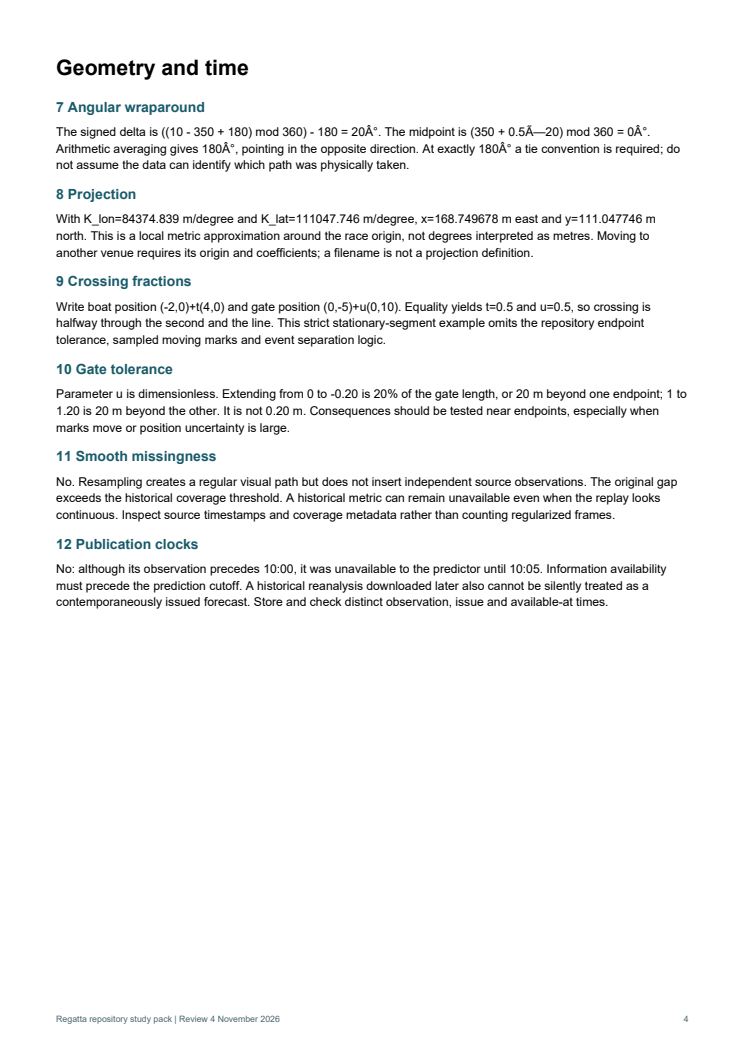 Geometry and time
7 Angular wraparound
The signed delta is ((10 - 350 + 180) mod 360) - 180 = 20Â°. The midpoint is (350 + 0.5Ã—20) mod 360 = 0Â°.
Arithmetic averaging gives 180Â°, pointing in the opposite direction. At exactly 180Â° a tie convention is required; do
not assume the data can identify which path was physically taken.
8 Projection
With K_lon=84374.839 m/degree and K_lat=111047.746 m/degree, x=168.749678 m east and y=111.047746 m
north. This is a local metric approximation around the race origin, not degrees interpreted as metres. Moving to
another venue requires its origin and coefficients; a filename is not a projection definition.
9 Crossing fractions
Write boat position (-2,0)+t(4,0) and gate position (0,-5)+u(0,10). Equality yields t=0.5 and u=0.5, so crossing is
halfway through the second and the line. This strict stationary-segment example omits the repository endpoint
tolerance, sampled moving marks and event separation logic.
10 Gate tolerance
Parameter u is dimensionless. Extending from 0 to -0.20 is 20% of the gate length, or 20 m beyond one endpoint; 1 to
1.20 is 20 m beyond the other. It is not 0.20 m. Consequences should be tested near endpoints, especially when
marks move or position uncertainty is large.
11 Smooth missingness
No. Resampling creates a regular visual path but does not insert independent source observations. The original gap
exceeds the historical coverage threshold. A historical metric can remain unavailable even when the replay looks
continuous. Inspect source timestamps and coverage metadata rather than counting regularized frames.
12 Publication clocks
No: although its observation precedes 10:00, it was unavailable to the predictor until 10:05. Information availability
must precede the prediction cutoff. A historical reanalysis downloaded later also cannot be silently treated as a
contemporaneously issued forecast. Store and check distinct observation, issue and available-at times.
Regatta repository study pack | Review 4 November 2026
4